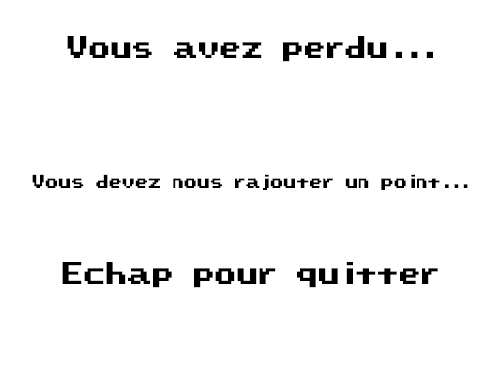 Vous avez perdu...
Vous devez nous rajouter un point...
Echap pour quitter